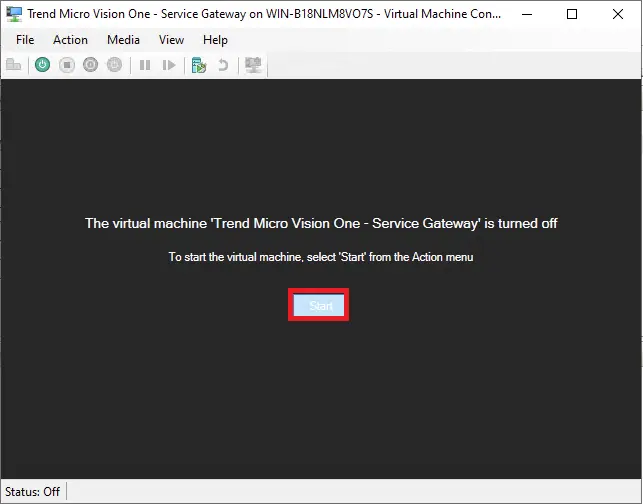 Trend Micro Vision One - Service Gateway on WIN-B18NLM8VO7S - Virtual Machine Con...
File Action Media View Help
The virtual machine 'Trend Micro Vision One - Service Gateway' is turned off
To start the virtual machine, select 'Start' from the Action menu
Start
Status: Off